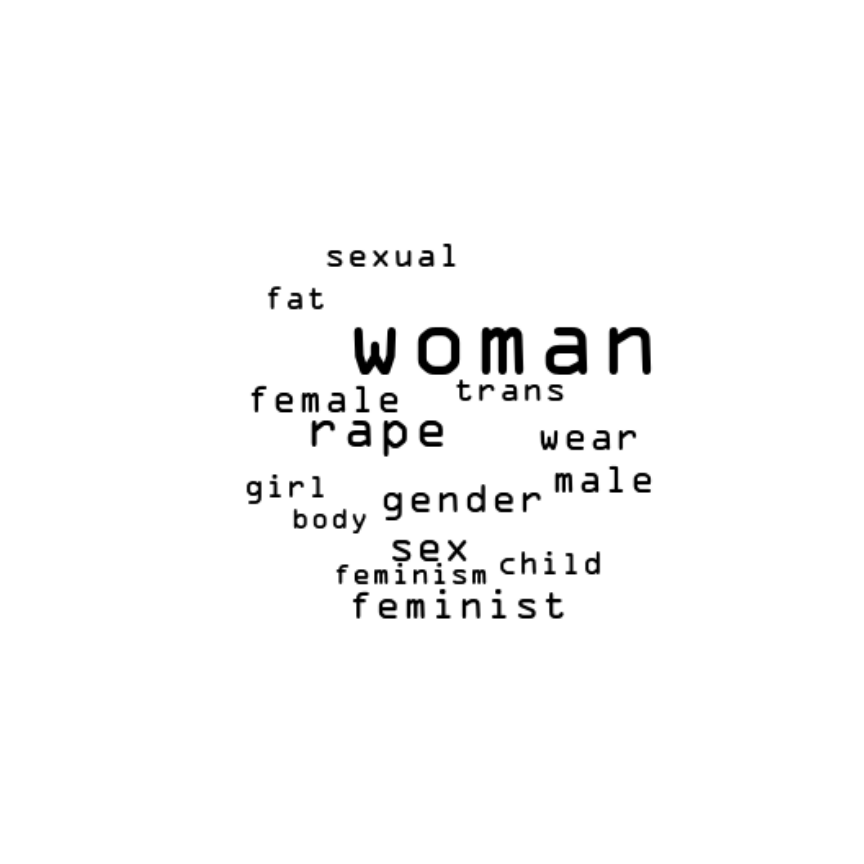 sexual
fat
woman
trans
female
rape
wear
male
girl
gender
body
sex
child
feminism
feminist